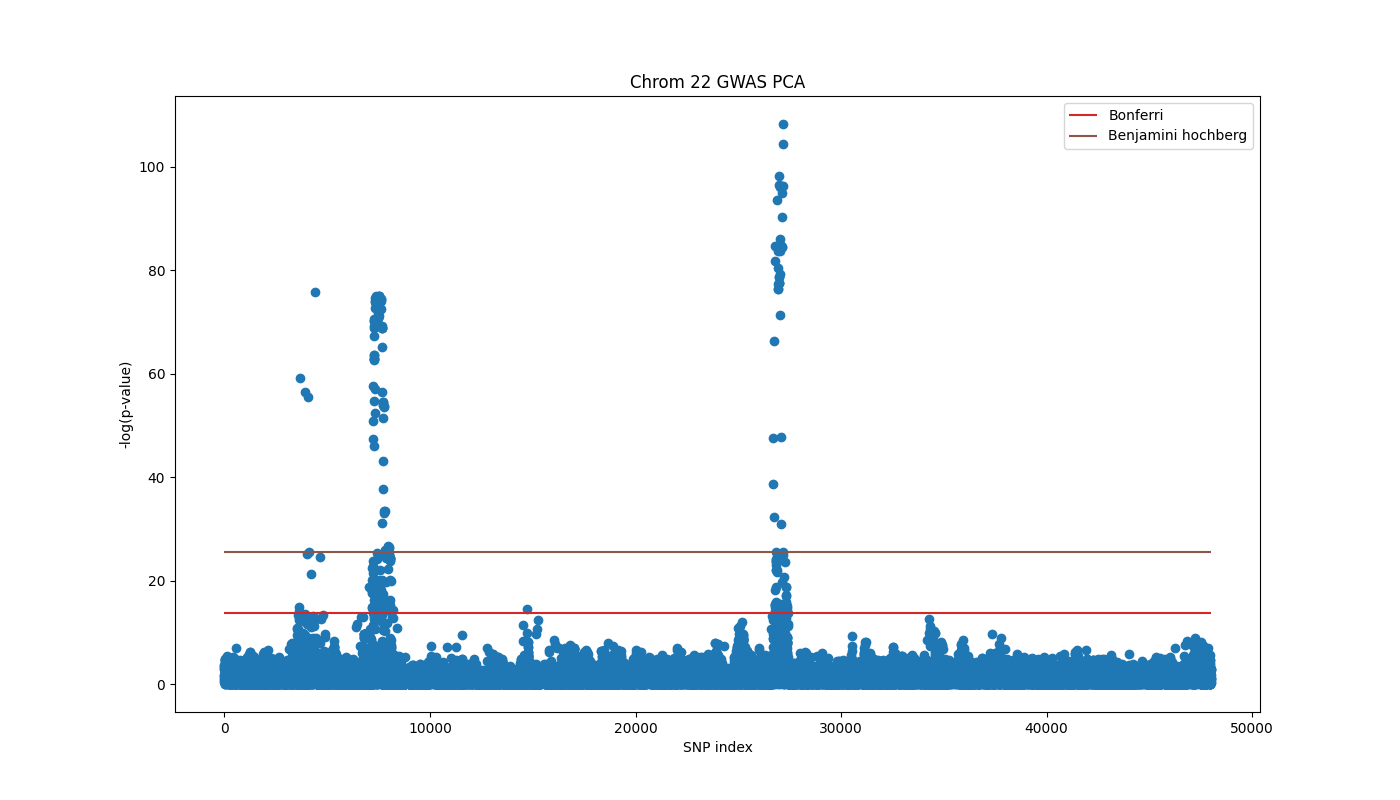 Chrom 22 GWAS PCA
Bonferri
Benjamini hochberg
-log(p-value)
100
80
60
40
20
0
0 10000 20000 30000 40000 50000
SNP index